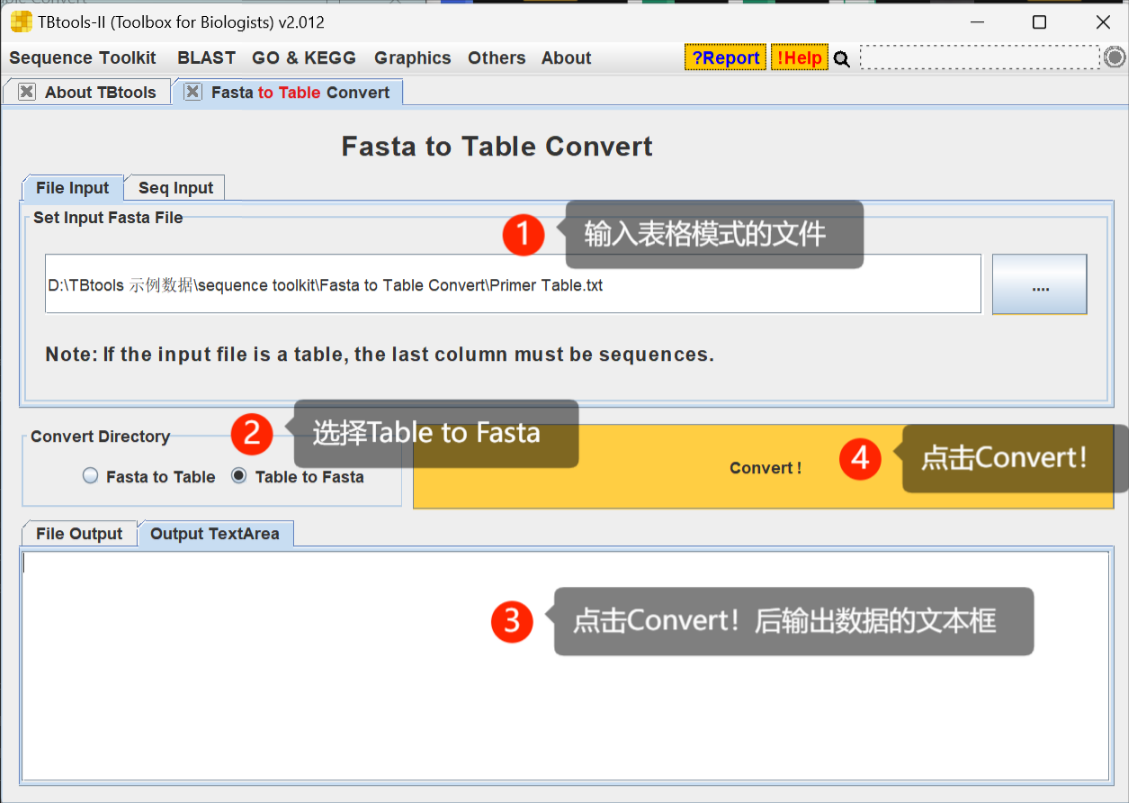 TBtools-II (Toolbox for Biologists) v2.012
Sequence Toolkit BLAST GO & KEGG Graphics Others About ?Report !Help
About TBtools Fasta to Table Convert
Fasta to Table Convert
File Input Seq Input
Set Input Fasta File
1 输入表格模式的文件
D:\TBtools 示例数据\sequence toolkit\Fasta to Table Convert\Primer Table.txt ....
Note: If the input file is a table, the last column must be sequences.
Convert Directory 2 选择Table to Fasta
Fasta to Table Table to Fasta Convert ! 4 点击Convert!
File Output Output TextArea
3 点击Convert!后输出数据的文本框